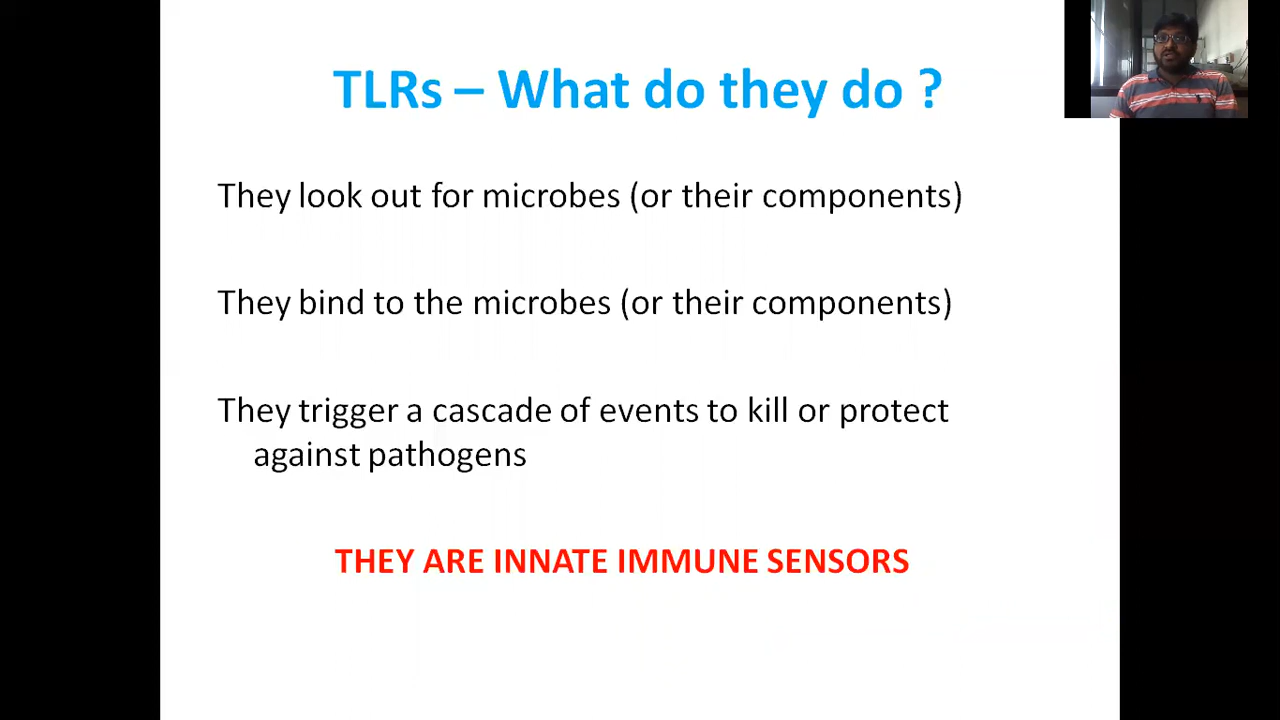 TLRs – What do they do ?
They look out for microbes (or their components)
They bind to the microbes (or their components)
They trigger a cascade of events to kill or protect
against pathogens
THEY ARE INNATE IMMUNE SENSORS